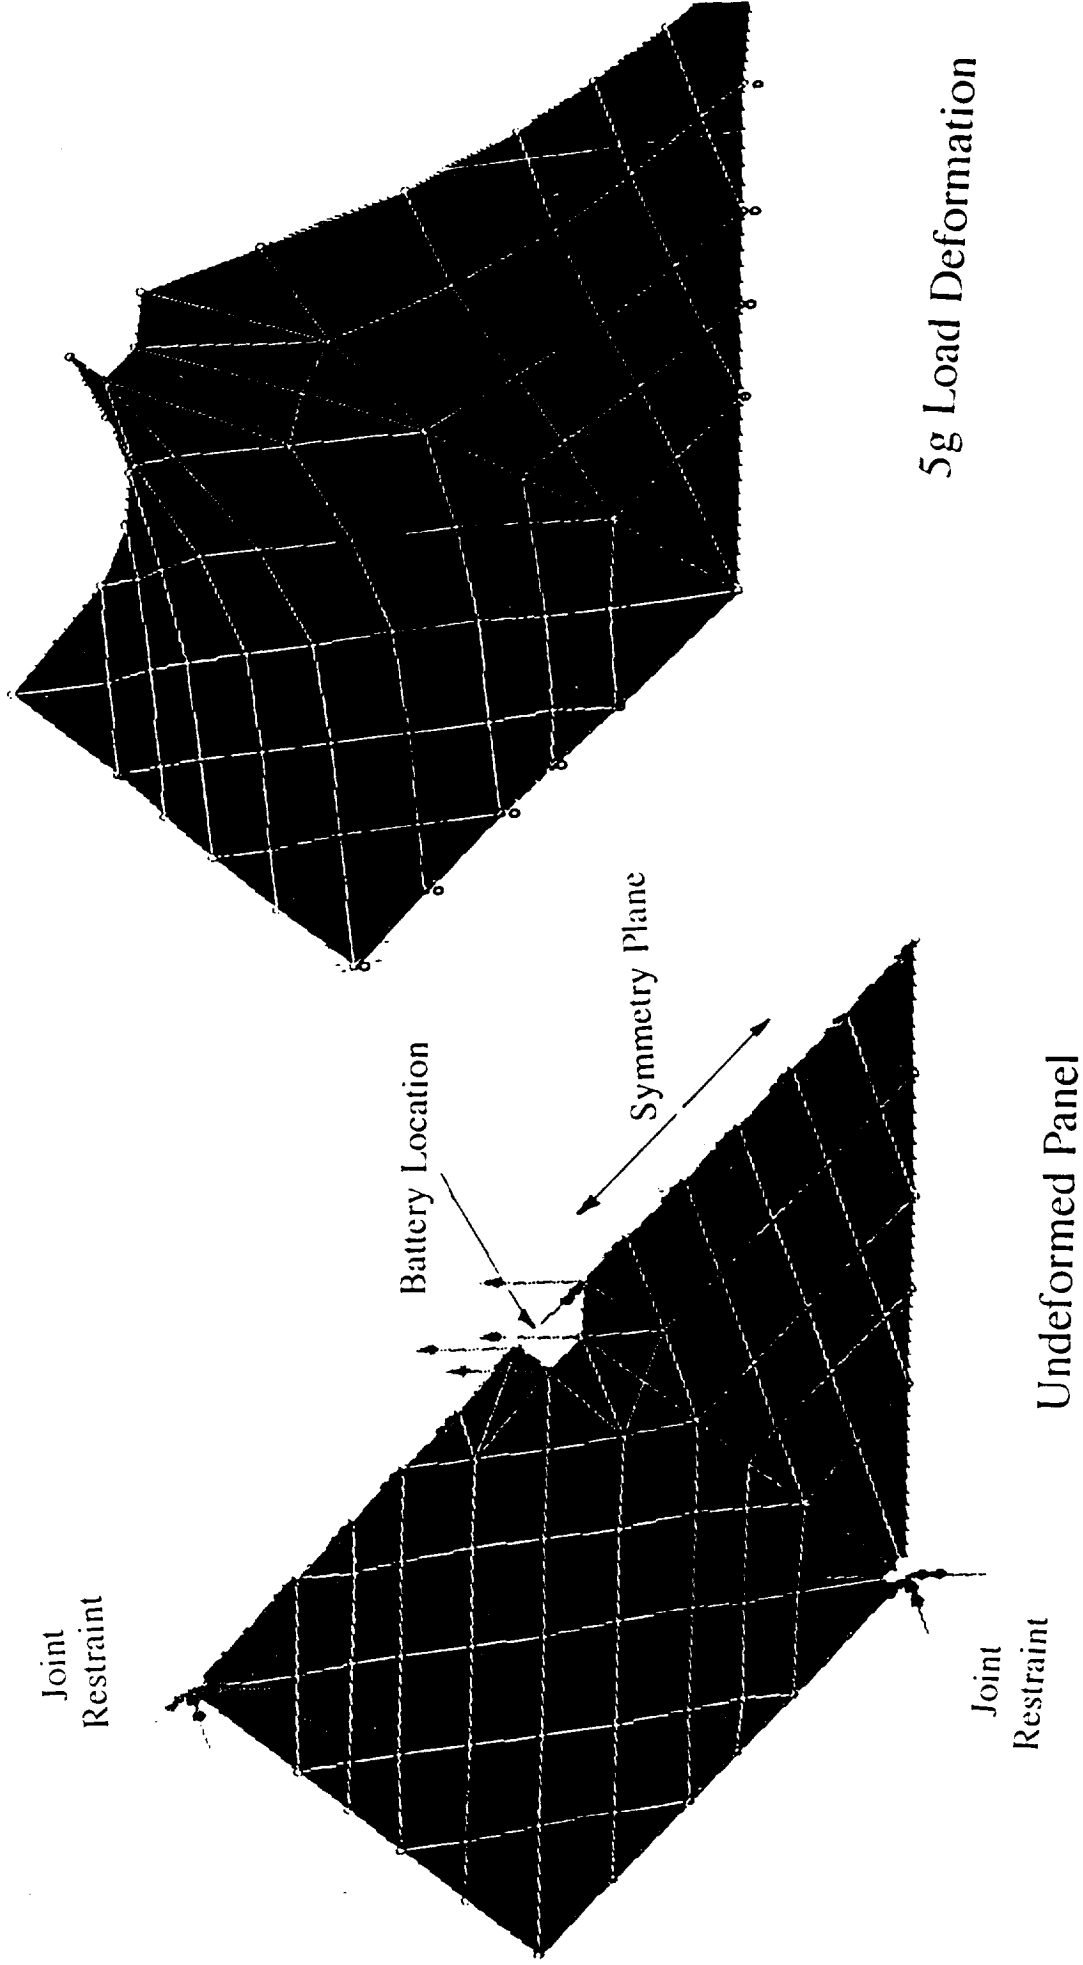 Joint
Restraint
Battery Location
Symmetry Plane
Joint
Restraint
Undeformed Panel
5g Load Deformation